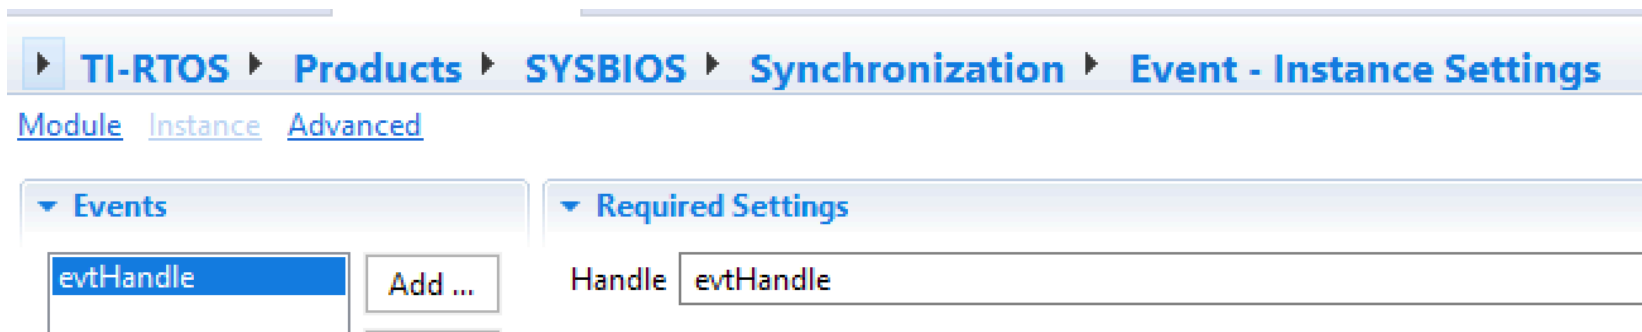 TI-RTOS Products SYSBIOS Synchronization Event - Instance Settings
Module Instance Advanced
Events
Required Settings
evtHandle
Add ...
Handle evtHandle